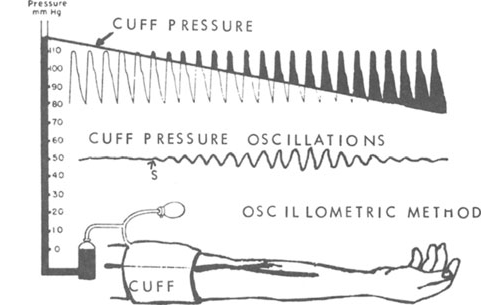 Pressure
mm Hg
CUFF PRESSURE
110
100
90
80
70
60
50
40
30
20
10
0
CUFF PRESSURE OSCILLATIONS
S
OSCILLOMETRIC METHOD
CUFF